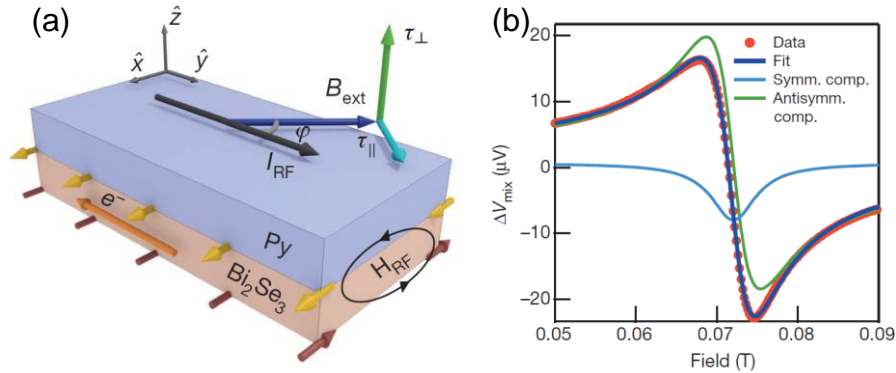 (a)
ẑ
x̂ ŷ
τ⊥
B_ext
φ
I_RF
τ∥
e⁻
Py
H_RF
Bi₂Se₃
(b)
20
10
0
−10
−20
ΔV_mix (μV)
Data
Fit
Symm. comp.
Antisymm.
comp.
0.05 0.06 0.07 0.08 0.09
Field (T)